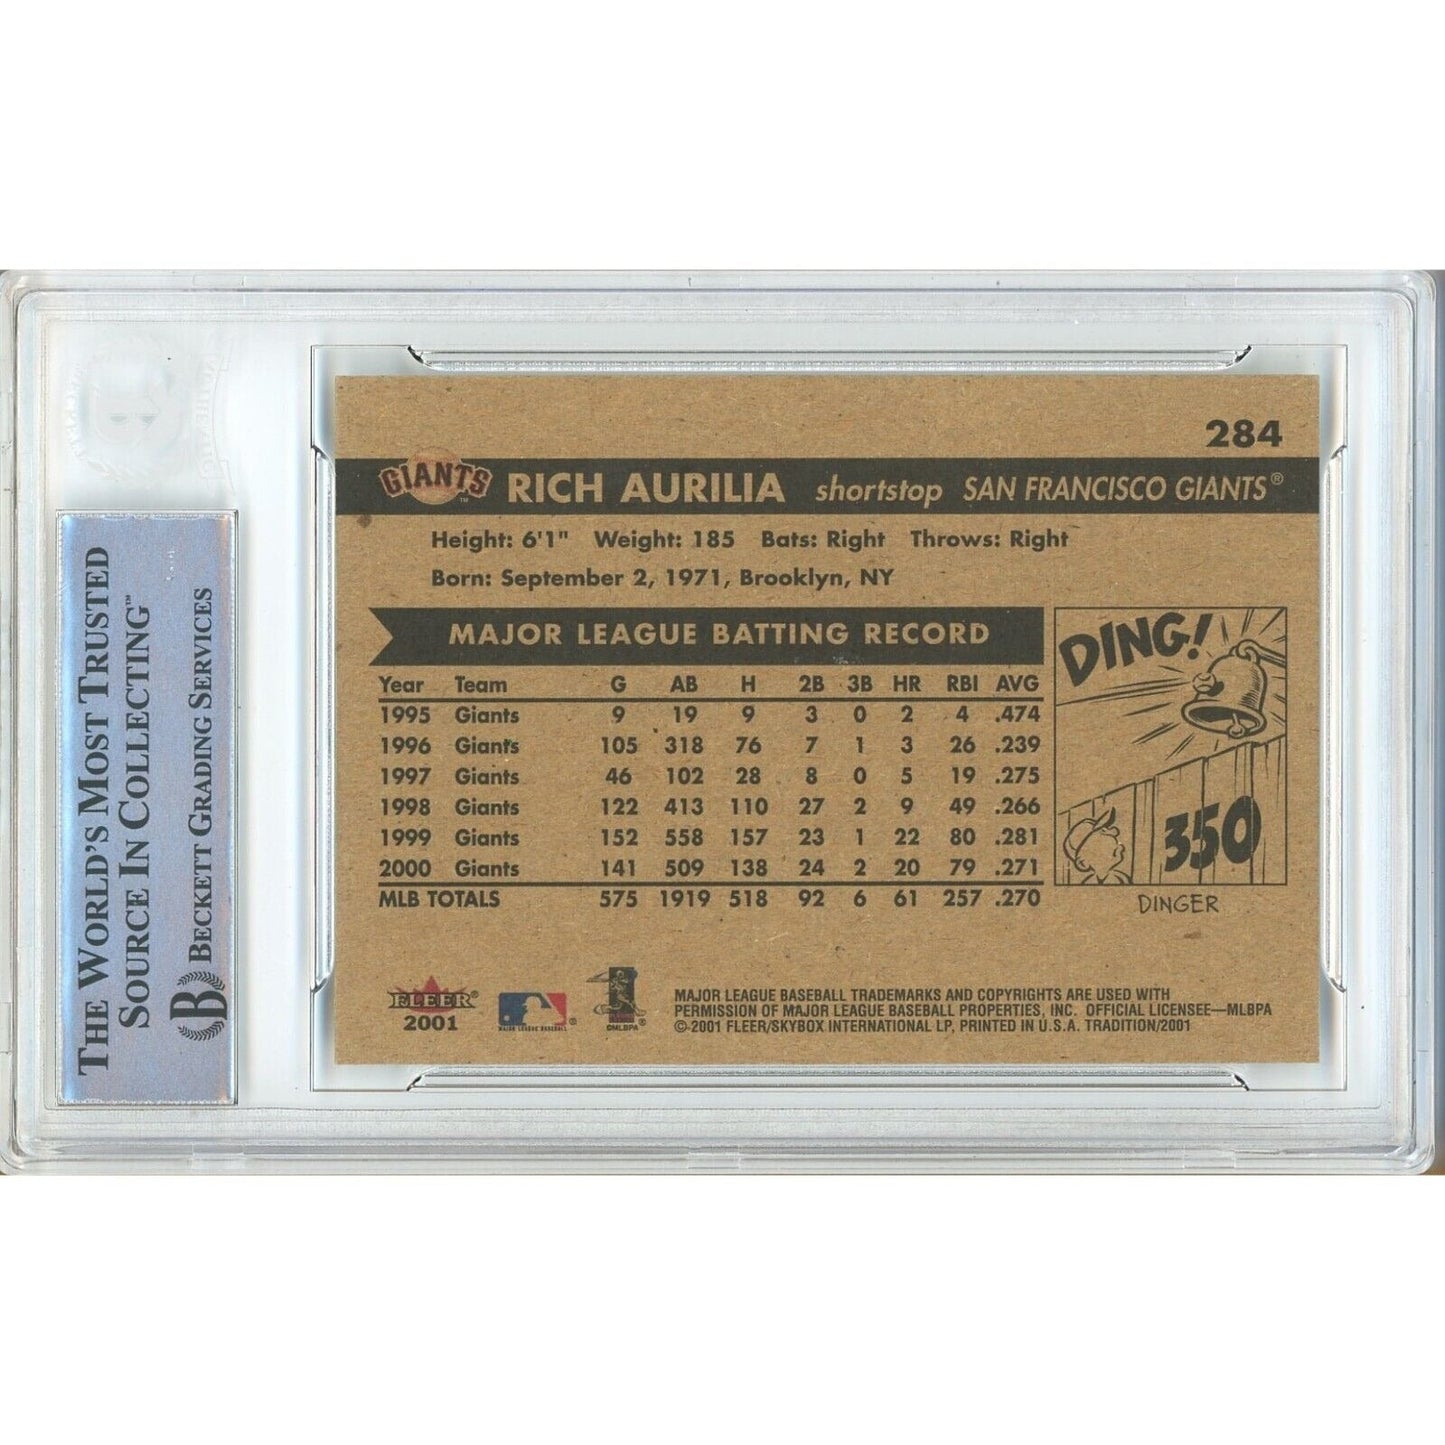 THE WORLD'S MOST TRUSTED
SOURCE IN COLLECTING™
BECKETT GRADING SERVICES
B
284
GIANTS™ RICH AURILIA shortstop SAN FRANCISCO GIANTS®
Height: 6'1" Weight: 185 Bats: Right Throws: Right
Born: September 2, 1971, Brooklyn, NY
MAJOR LEAGUE BATTING RECORD
Year Team G AB H 2B 3B HR RBI AVG
1995 Giants 9 19 9 3 0 2 4 .474
1996 Giants 105 318 76 7 1 3 26 .239
1997 Giants 46 102 28 8 0 5 19 .275
1998 Giants 122 413 110 27 2 9 49 .266
1999 Giants 152 558 157 23 1 22 80 .281
2000 Giants 141 509 138 24 2 20 79 .271
MLB TOTALS 575 1919 518 92 6 61 257 .270
DING!
350
DINGER
FLEER®
2001
MAJOR LEAGUE BASEBALL®
©MLBPA®
MAJOR LEAGUE BASEBALL TRADEMARKS AND COPYRIGHTS ARE USED WITH
PERMISSION OF MAJOR LEAGUE BASEBALL PROPERTIES, INC. OFFICIAL LICENSEE—MLBPA
©2001 FLEER/SKYBOX INTERNATIONAL LP, PRINTED IN U.S.A. TRADITION/2001